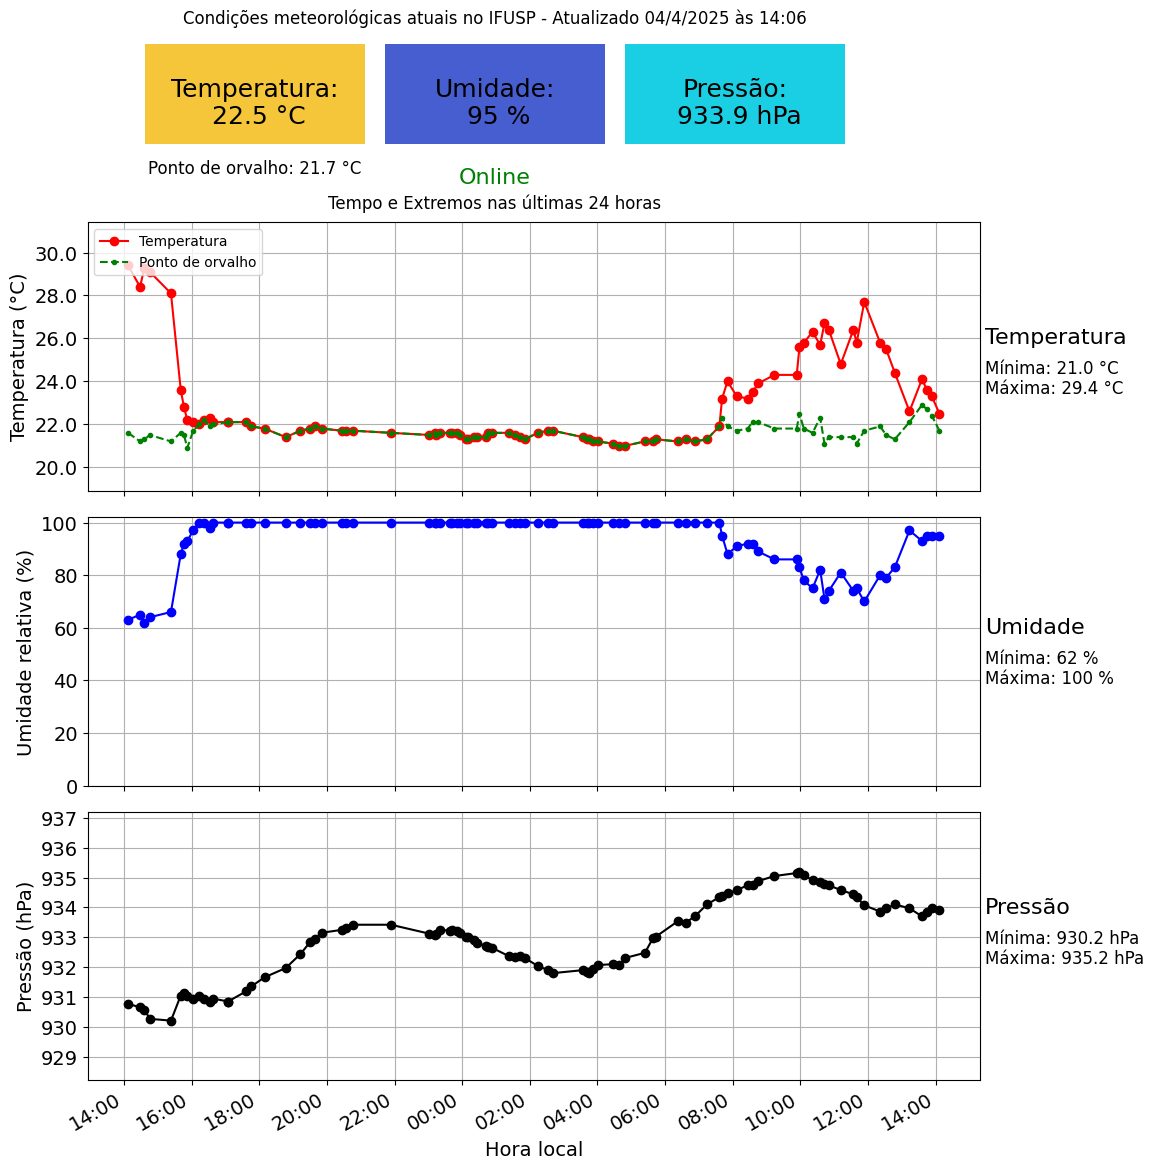 Condições meteorológicas atuais no IFUSP - Atualizado 04/4/2025 às 14:06
Temperatura:
22.5 °C
Umidade:
95 %
Pressão:
933.9 hPa
Ponto de orvalho: 21.7 °C
Online
Tempo e Extremos nas últimas 24 horas
Temperatura
Ponto de orvalho
Temperatura (°C)
30.0
28.0
26.0
24.0
22.0
20.0
Temperatura
Mínima: 21.0 °C
Máxima: 29.4 °C
Umidade relativa (%)
100
80
60
40
20
0
Umidade
Mínima: 62 %
Máxima: 100 %
Pressão (hPa)
937
936
935
934
933
932
931
930
929
Pressão
Mínima: 930.2 hPa
Máxima: 935.2 hPa
14:00 16:00 18:00 20:00 22:00 00:00 02:00 04:00 06:00 08:00 10:00 12:00 14:00
Hora local